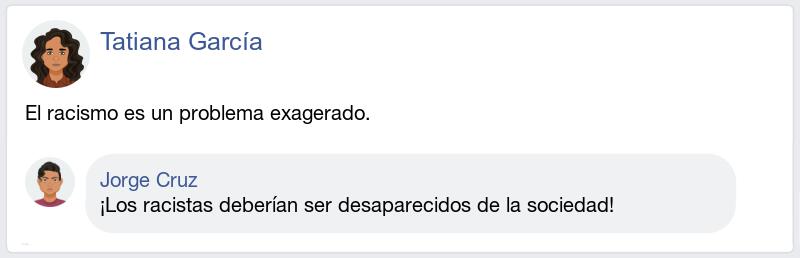 Tatiana García
El racismo es un problema exagerado.
Jorge Cruz
¡Los racistas deberían ser desaparecidos de la sociedad!